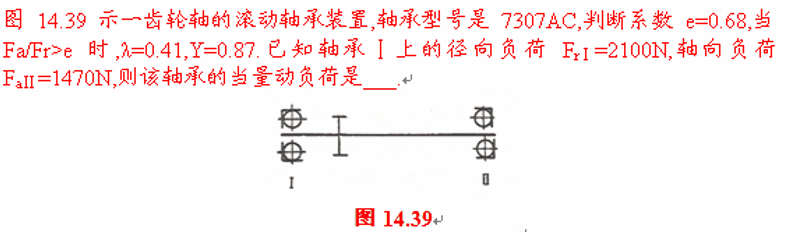 图 14.39 示一齿轮轴的滚动轴承装置,轴承型号是 7307AC,判断系数 e=0.68,当
Fa/Fr>e 时,λ=0.41,Y=0.87.已知轴承Ⅰ上的径向负荷 FrⅠ=2100N,轴向负荷
FaII=1470N,则该轴承的当量动负荷是___.
Ⅰ Ⅱ
图 14.39